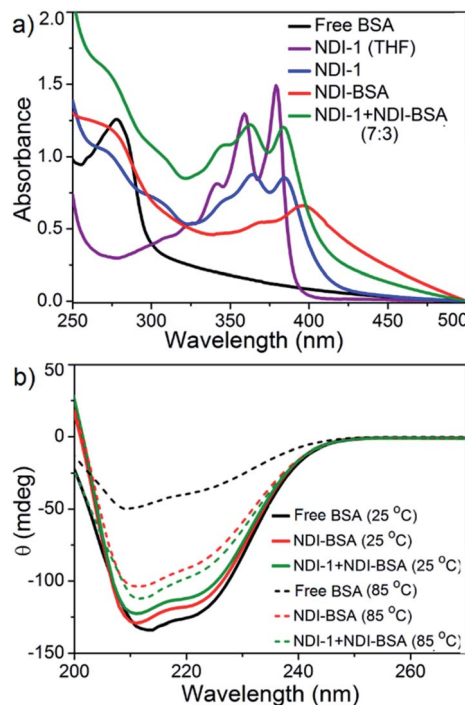 a)
Free BSA
NDI-1 (THF)
NDI-1
NDI-BSA
NDI-1+NDI-BSA
(7:3)
2.0
1.5
1.0
0.5
0.0
Absorbance
250 300 350 400 450 500
Wavelength (nm)
b)
50
0
-50
-100
-150
θ (mdeg)
Free BSA (25 °C)
NDI-BSA (25 °C)
NDI-1+NDI-BSA (25 °C)
Free BSA (85 °C)
NDI-BSA (85 °C)
NDI-1+NDI-BSA (85 °C)
200 220 240 260
Wavelength (nm)